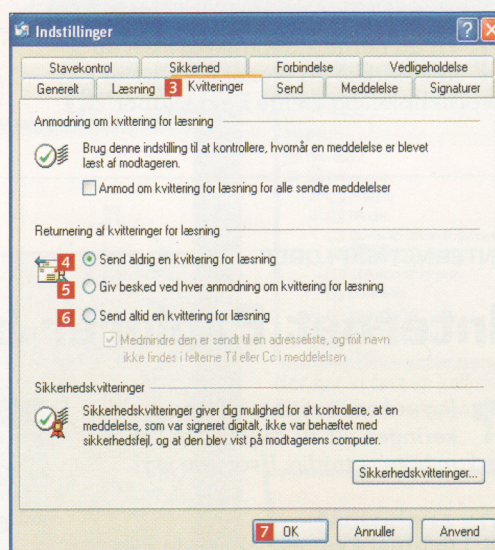 Indstillinger
Stavekontrol Sikkerhed Forbindelse Vedligeholdelse
Generelt Læsning 3 Kvitteringer Send Meddelelse Signaturer
Anmodning om kvittering for læsning
Brug denne indstilling til at kontrollere, hvornår en meddelelse er blevet
læst af modtageren.
Anmod om kvittering for læsning for alle sendte meddelelser
Returnering af kvitteringer for læsning
4 Send aldrig en kvittering for læsning
5 Giv besked ved hver anmodning om kvittering for læsning
6 Send altid en kvittering for læsning
Medmindre den er sendt til en adresseliste, og mit navn
ikke findes i felterne Til eller Cc i meddelelsen
Sikkerhedskvitteringer
Sikkerhedskvitteringer giver dig mulighed for at kontrollere, at en
meddelelse, som var signeret digitalt, ikke var behæftet med
sikkerhedsfejl, og at den blev vist på modtagerens computer.
Sikkerhedskvitteringer...
7 OK Annuller Anvend